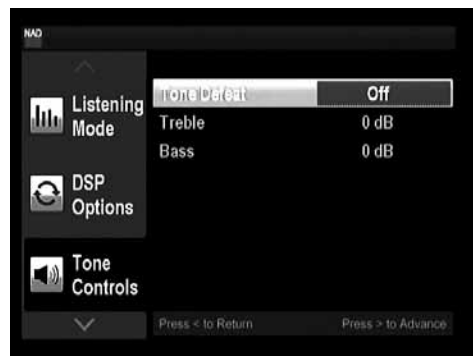 NAD
Listening
Mode
DSP
Options
Tone
Controls
Tone Defeat Off
Treble 0 dB
Bass 0 dB
Press < to Return Press > to Advance